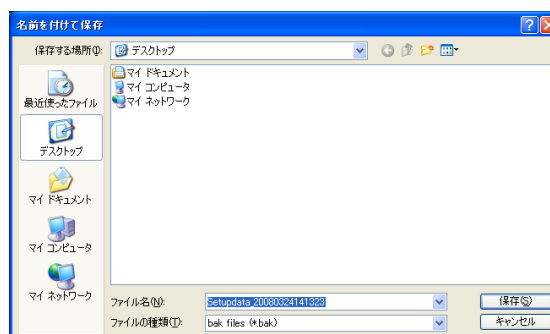 名前を付けて保存
保存する場所(I):
デスクトップ
最近使ったファイル
デスクトップ
マイ ドキュメント
マイ コンピュータ
マイ ネットワーク
マイ ドキュメント
マイ コンピュータ
マイ ネットワーク
ファイル名(N):
Setupdata_20080324141323
保存(S)
ファイルの種類(T):
bak files (*.bak)
キャンセル